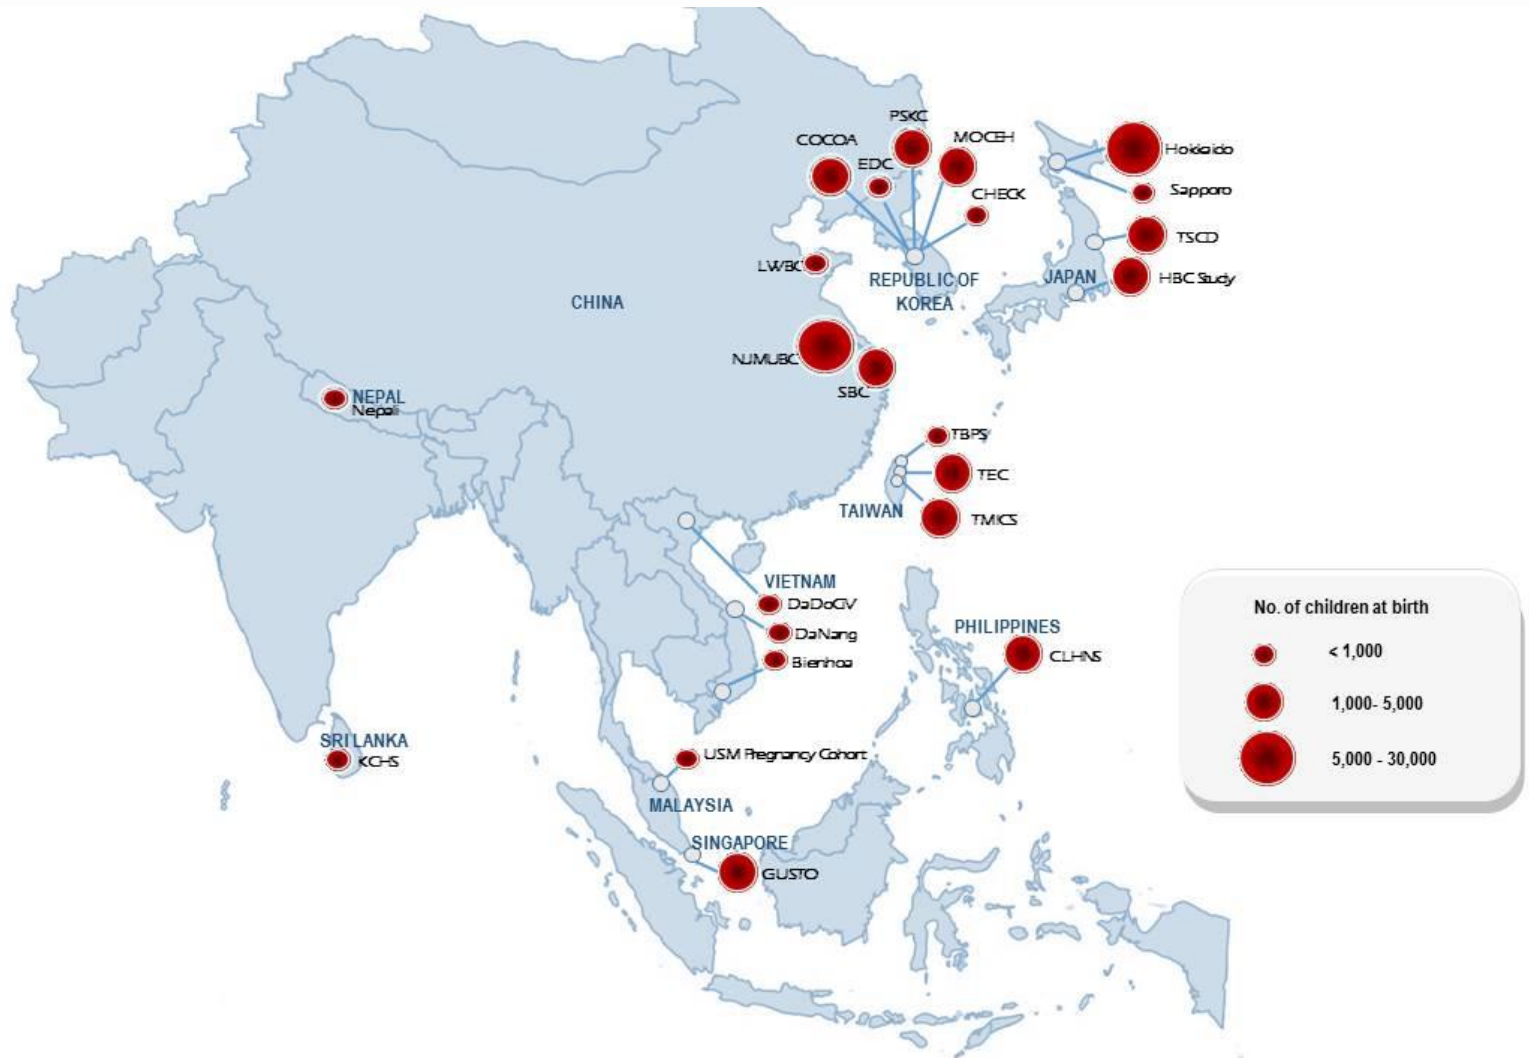 PSKC
COCOA
MOCEH
EDC
CHECK
Hokkaido
Sapporo
TSCD
HBC Study
LWBC
REPUBLIC OF
KOREA
JAPAN
CHINA
NJMUBC
SBC
NEPAL
Nepali
TBPS
TEC
TAIWAN
TMICS
VIETNAM
DaDoCiV
DaNang
Bienhoa
PHILIPPINES
CLHNS
No. of children at birth
< 1,000
1,000- 5,000
5,000 - 30,000
SRI LANKA
KCHS
USM Pregnancy Cohort
MALAYSIA
SINGAPORE
GUSTO